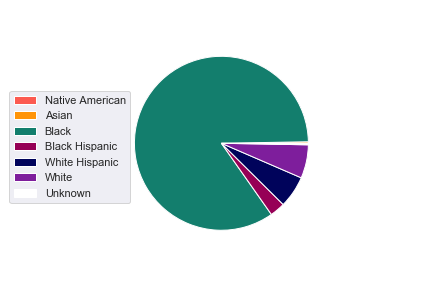 Native American
Asian
Black
Black Hispanic
White Hispanic
White
Unknown